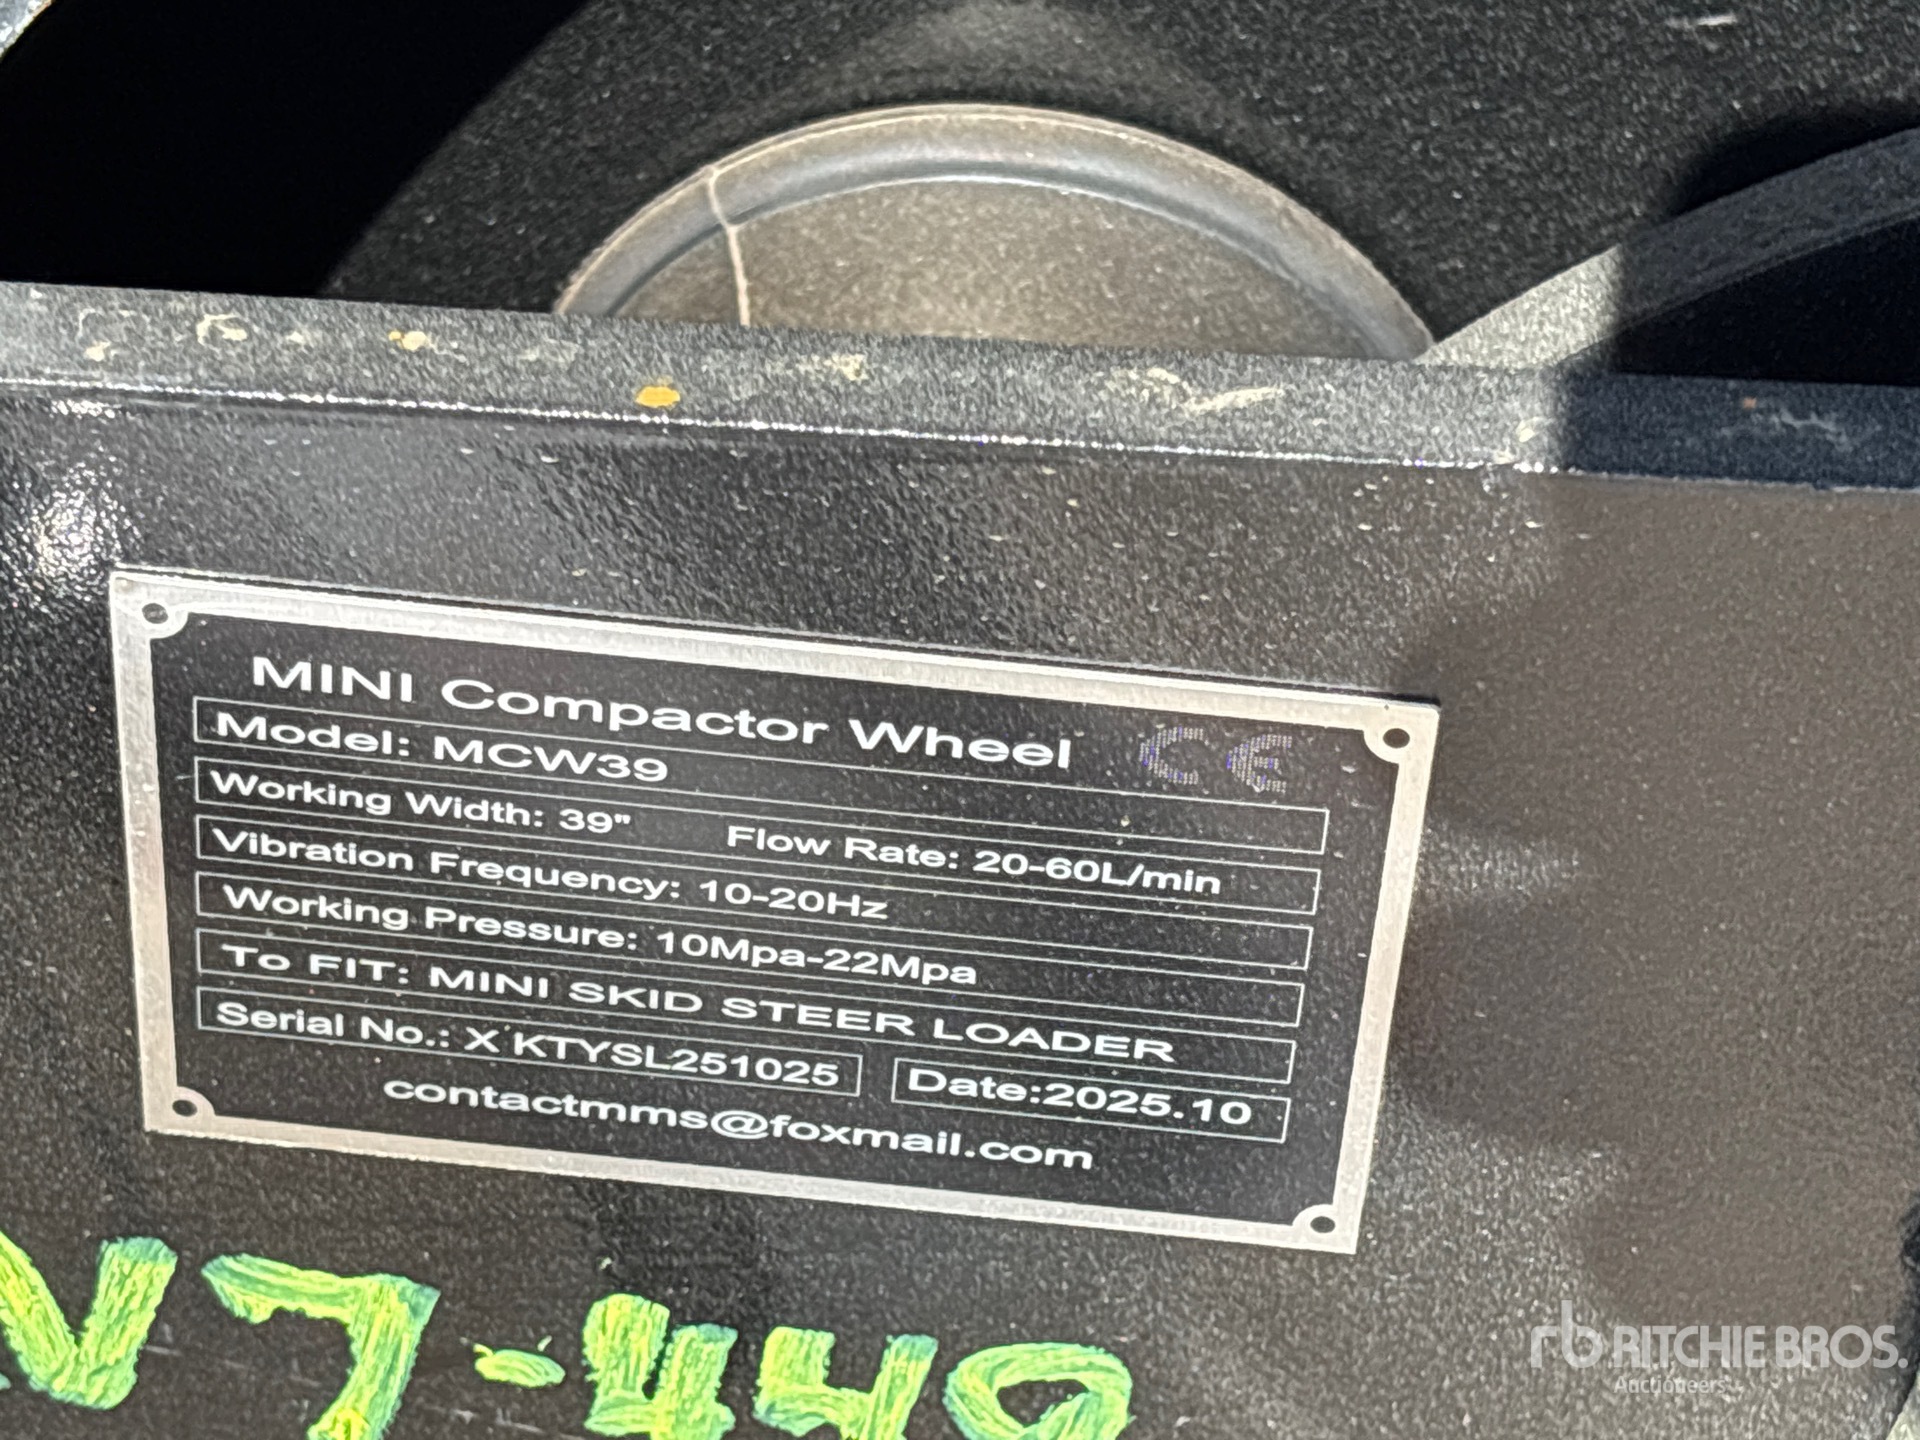 MINI Compactor Wheel CE
Model: MCW39
Working Width: 39" Flow Rate: 20-60L/min
Vibration Frequency: 10-20Hz
Working Pressure: 10Mpa-22Mpa
To FIT: MINI SKID STEER LOADER
Serial No.: X KTYSL251025 Date:2025.10
contactmms@foxmail.com
rb RITCHIE BROS.
Auctioneers